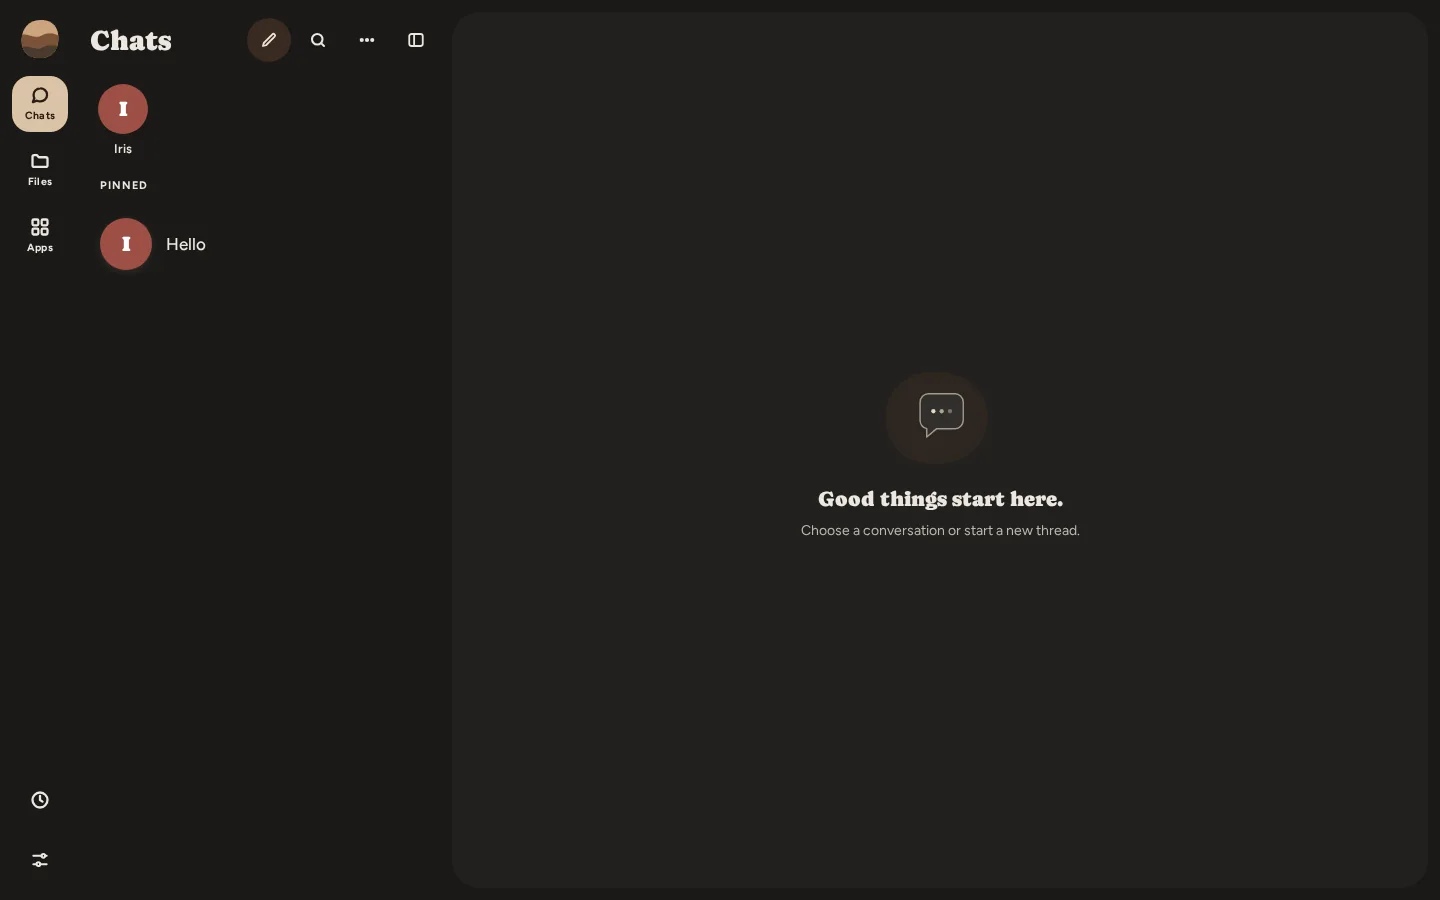 Chats
Chats
Files
Apps
I
Iris
PINNED
I
Hello
Good things start here.
Choose a conversation or start a new thread.